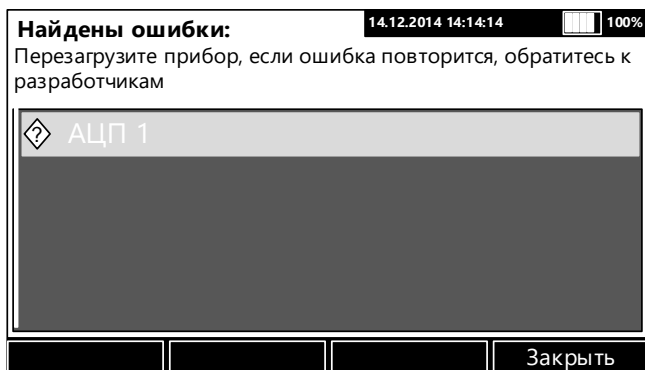 Найдены ошибки:
14.12.2014 14:14:14
100%
Перезагрузите прибор, если ошибка повторится, обратитесь к
разработчикам
АЦП 1
Закрыть